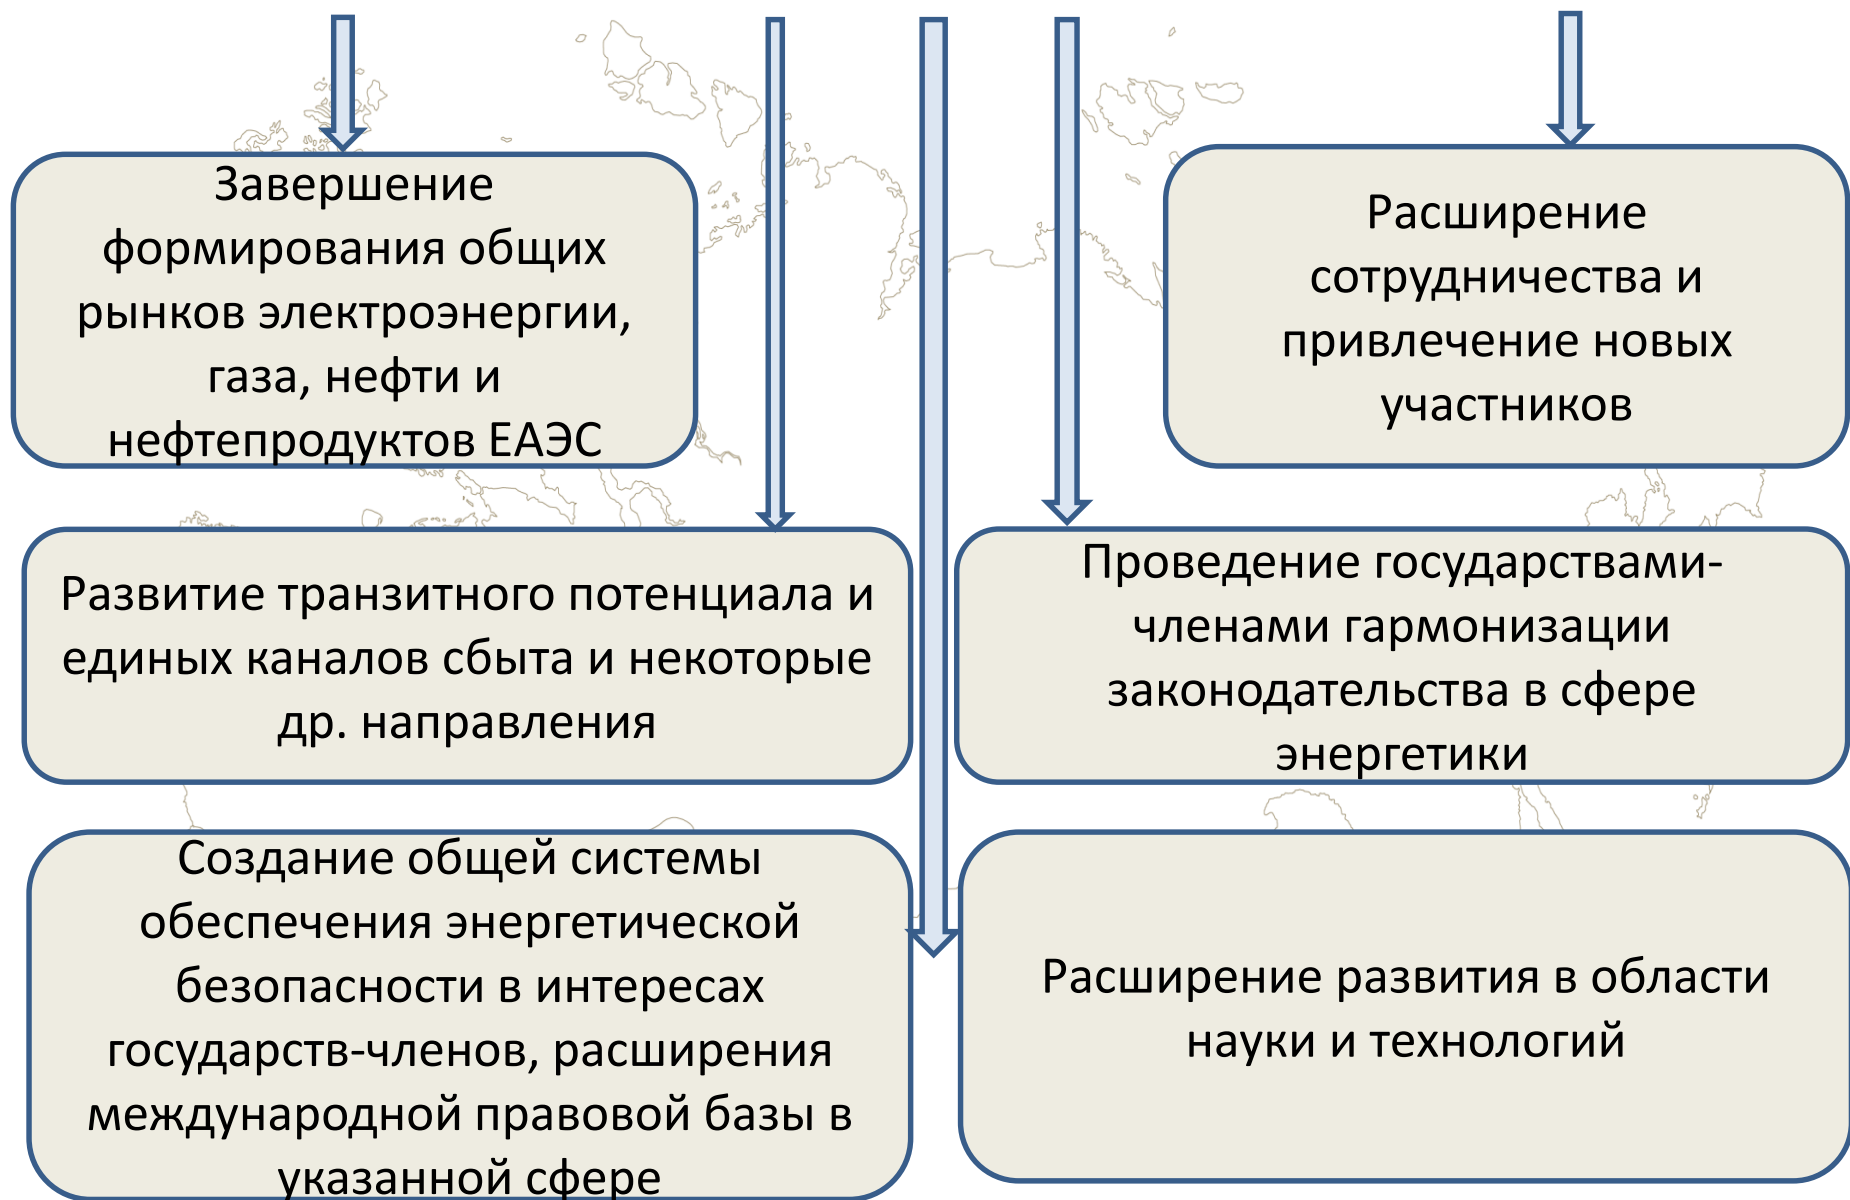 Завершение
формирования общих
рынков электроэнергии,
газа, нефти и
нефтепродуктов ЕАЭС
Расширение
сотрудничества и
привлечение новых
участников
Развитие транзитного потенциала и
единых каналов сбыта и некоторые
др. направления
Проведение государствами-
членами гармонизации
законодательства в сфере
энергетики
Создание общей системы
обеспечения энергетической
безопасности в интересах
государств-членов, расширения
международной правовой базы в
указанной сфере
Расширение развития в области
науки и технологий